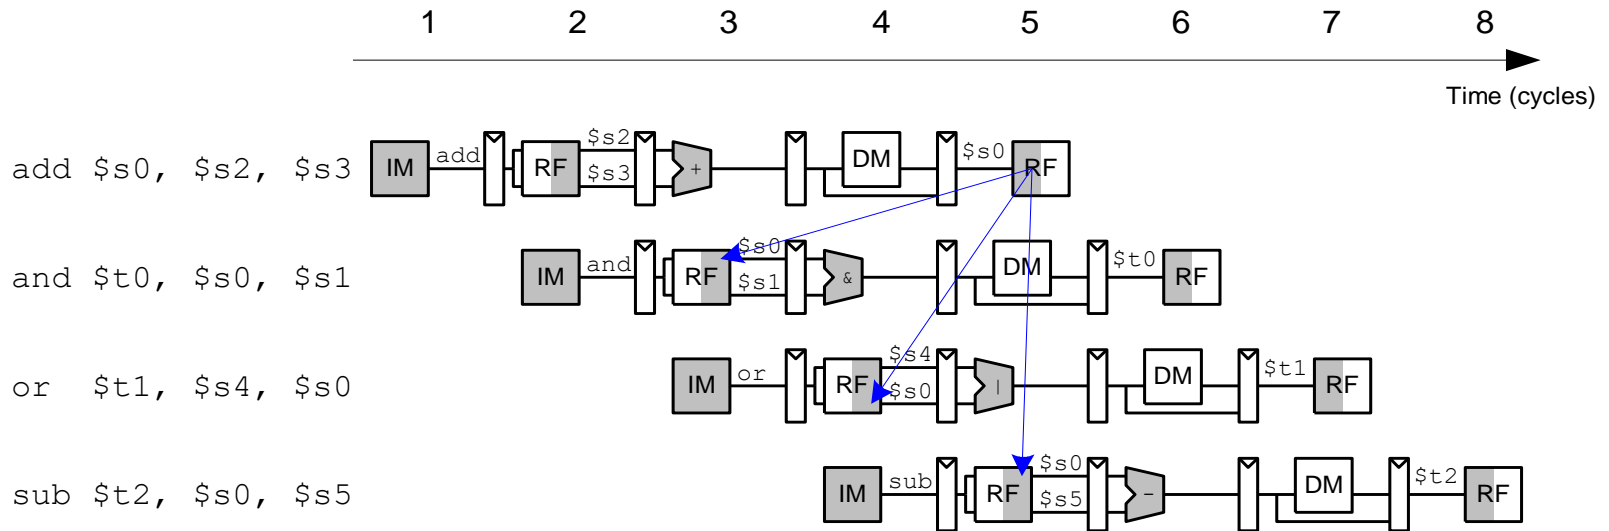 1 2 3 4 5 6 7 8
Time (cycles)
add $s0, $s2, $s3 IM add RF $s2 $s3 + DM $s0 RF
and $t0, $s0, $s1 IM and RF $s0 $s1 & DM $t0 RF
or $t1, $s4, $s0 IM or RF $s4 $s0 | DM $t1 RF
sub $t2, $s0, $s5 IM sub RF $s0 $s5 - DM $t2 RF